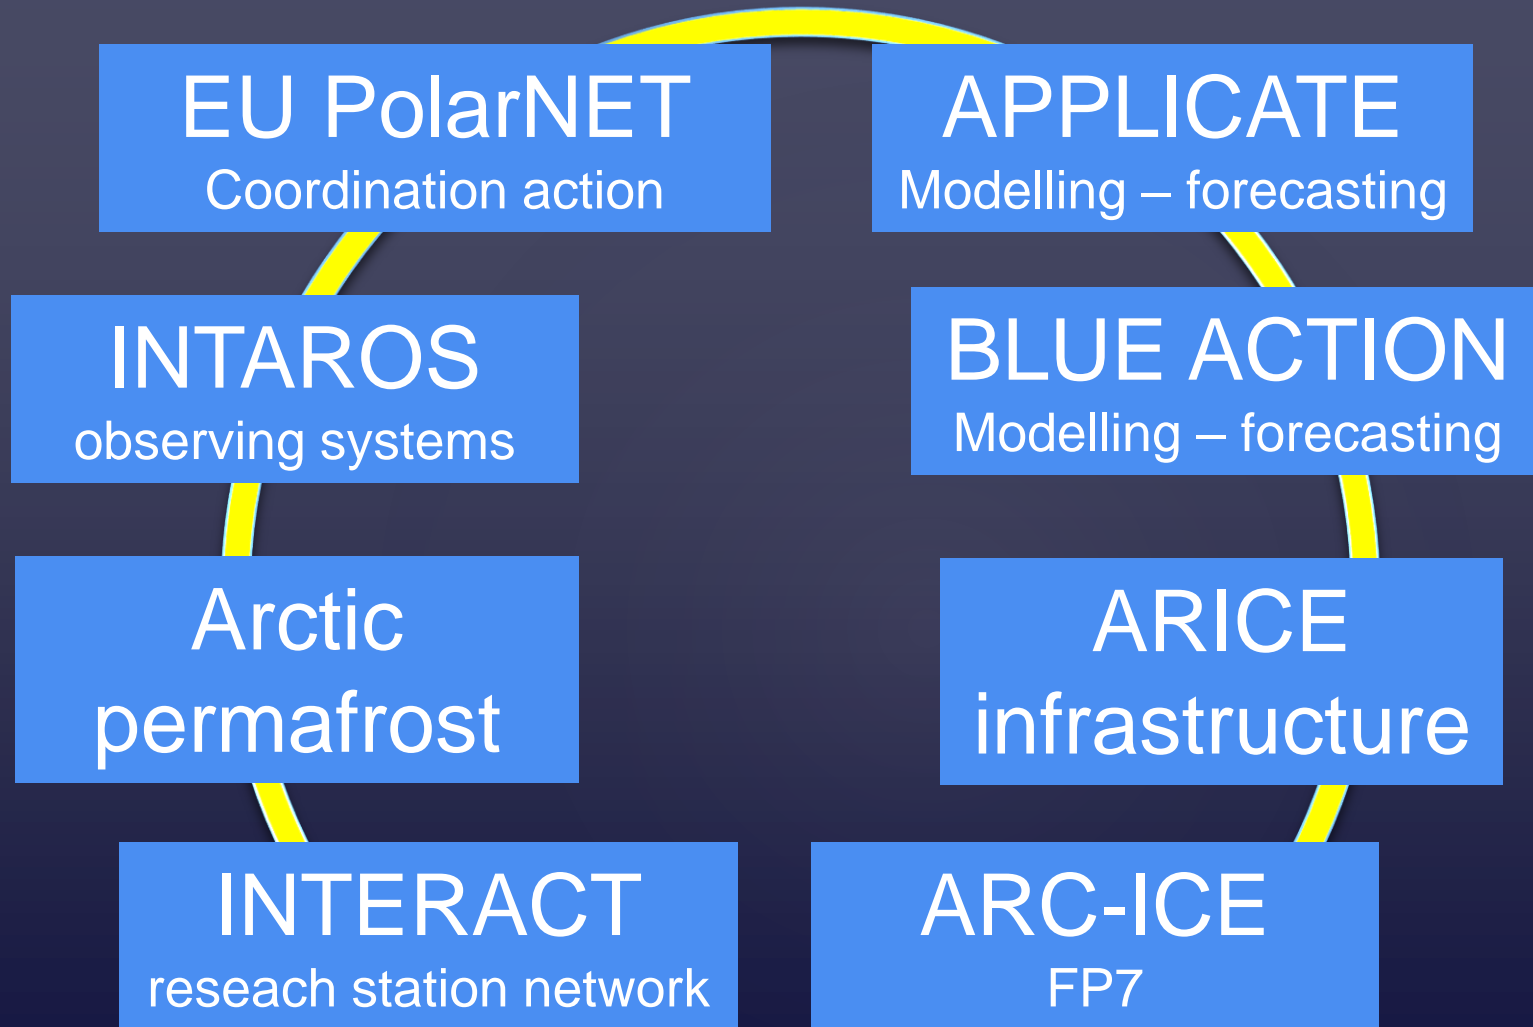 EU PolarNET
Coordination action
APPLICATE
Modelling – forecasting
INTAROS
observing systems
BLUE ACTION
Modelling – forecasting
Arctic
permafrost
ARICE
infrastructure
INTERACT
reseach station network
ARC-ICE
FP7